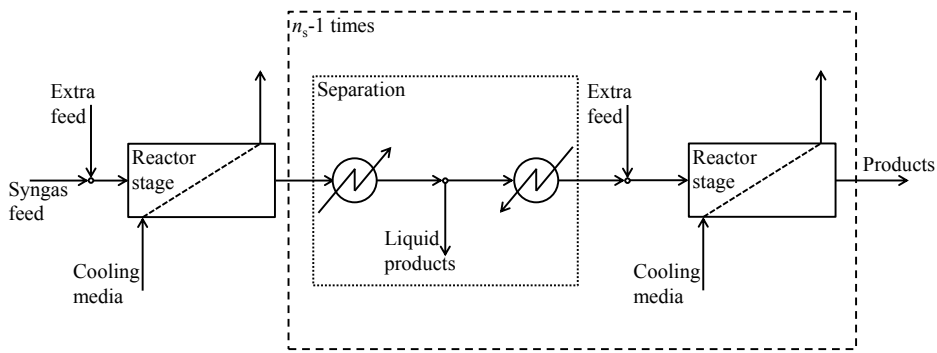 nₛ-1 times
Separation
Extra
feed
Extra
feed
Reactor
stage
Reactor
stage
Products
Syngas
feed
Liquid
products
Cooling
media
Cooling
media